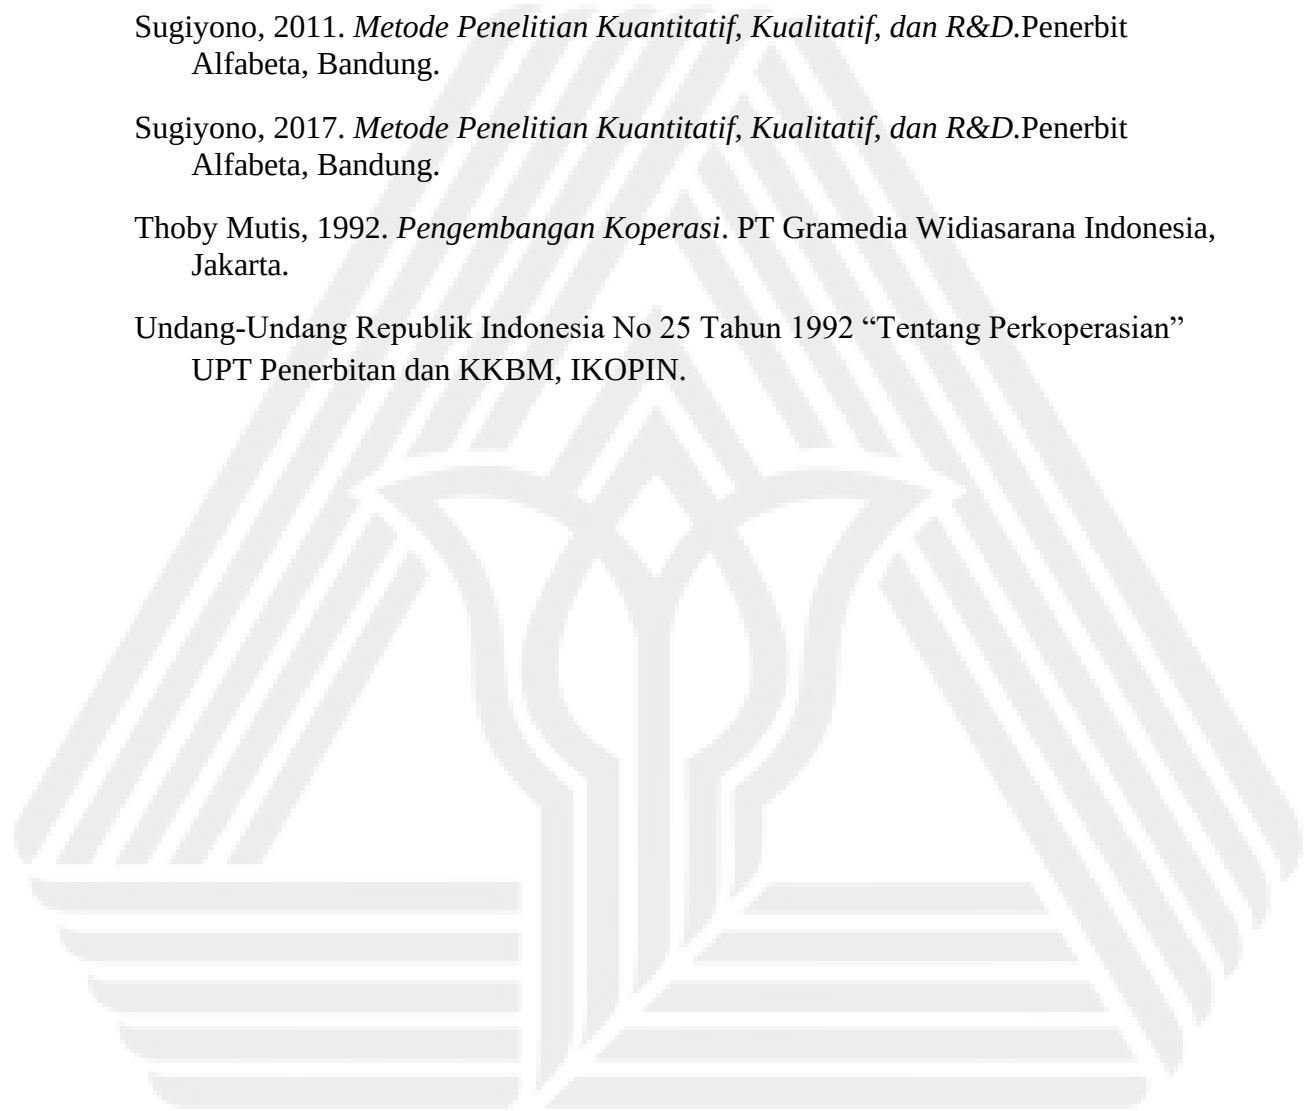 Sugiyono, 2011. Metode Penelitian Kuantitatif, Kualitatif, dan R&D.Penerbit
Alfabeta, Bandung.
Sugiyono, 2017. Metode Penelitian Kuantitatif, Kualitatif, dan R&D.Penerbit
Alfabeta, Bandung.
Thoby Mutis, 1992. Pengembangan Koperasi. PT Gramedia Widiasarana Indonesia,
Jakarta.
Undang-Undang Republik Indonesia No 25 Tahun 1992 “Tentang Perkoperasian”
UPT Penerbitan dan KKBM, IKOPIN.